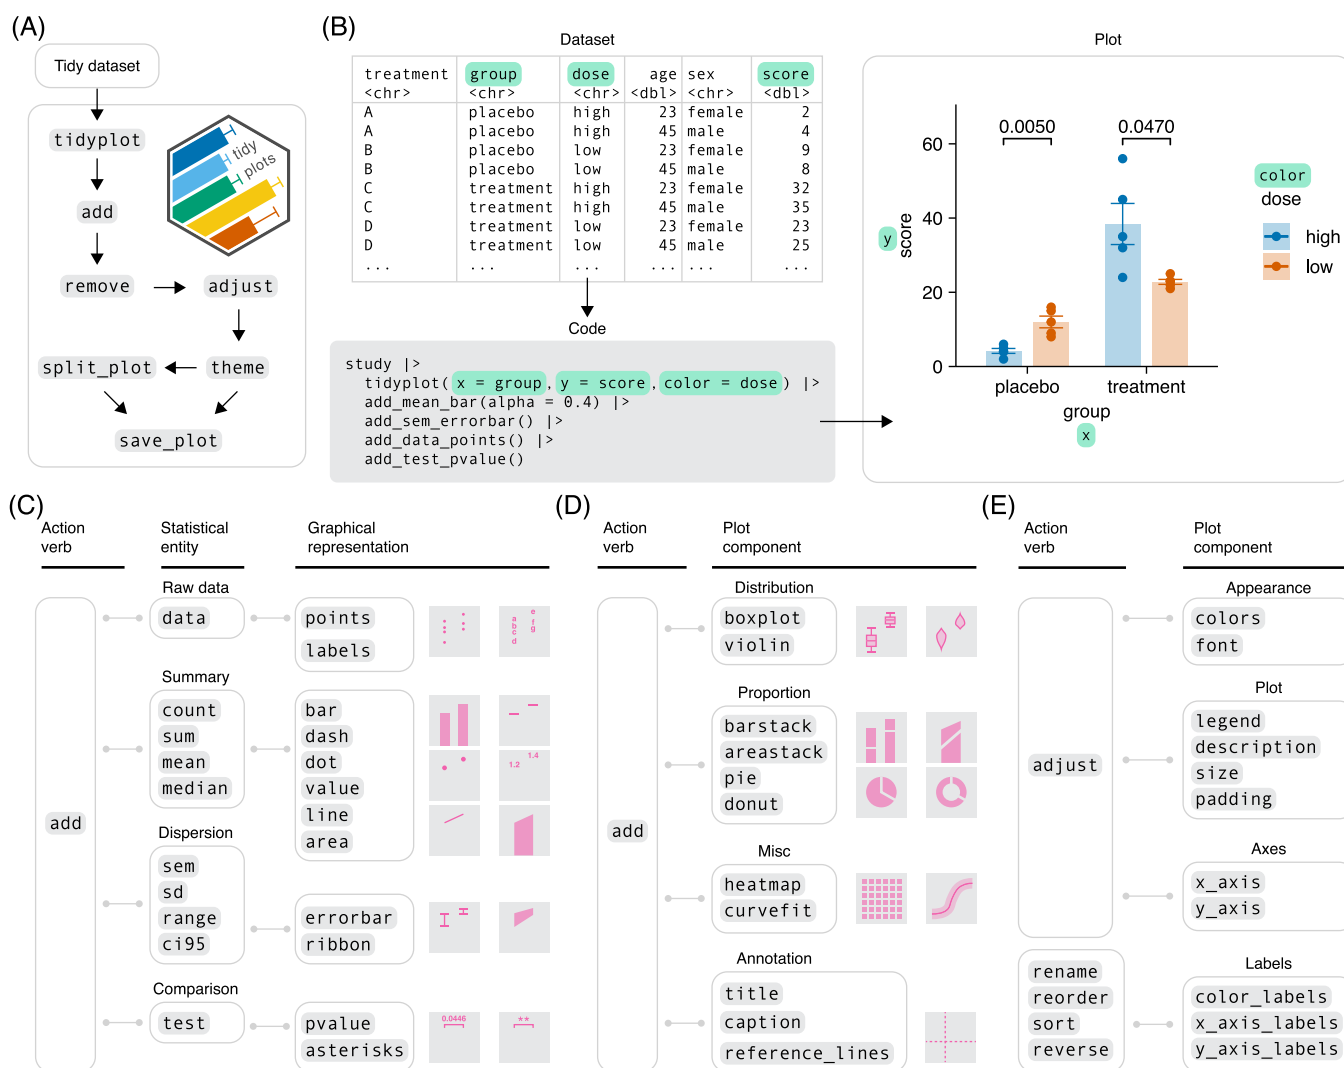 (A)
Tidy dataset
tidyplot
tidy
plots
add
remove
adjust
split_plot
theme
save_plot
(B)
Dataset
treatment group dose age sex score
<chr> <chr> <chr> <dbl> <chr> <dbl>
A placebo high 23 female 2
A placebo high 45 male 4
B placebo low 23 female 9
B placebo low 45 male 8
C treatment high 23 female 32
C treatment high 45 male 35
D treatment low 23 female 23
D treatment low 45 male 25
... ... ... ... ... ...
Code
study |>
tidyplot(x = group, y = score, color = dose) |>
add_mean_bar(alpha = 0.4) |>
add_sem_errorbar() |>
add_data_points() |>
add_test_pvalue()
Plot
0.0050 0.0470
60
40
20
0
y
score
placebo treatment
group
x
color
dose
high
low
(C)
Action verb
Statistical entity
Graphical representation
add
Raw data
data
points
labels
a
b
c
d
e
f
g
Summary
count
sum
mean
median
bar
dash
dot
value
line
area
1.2
1.4
Dispersion
sem
sd
range
ci95
errorbar
ribbon
Comparison
test
pvalue
asterisks
0.0446
**
(D)
Action verb
Plot component
add
Distribution
boxplot
violin
Proportion
barstack
areastack
pie
donut
Misc
heatmap
curvefit
Annotation
title
caption
reference_lines
(E)
Action verb
Plot component
adjust
Appearance
colors
font
Plot
legend
description
size
padding
Axes
x_axis
y_axis
rename
reorder
sort
reverse
Labels
color_labels
x_axis_labels
y_axis_labels